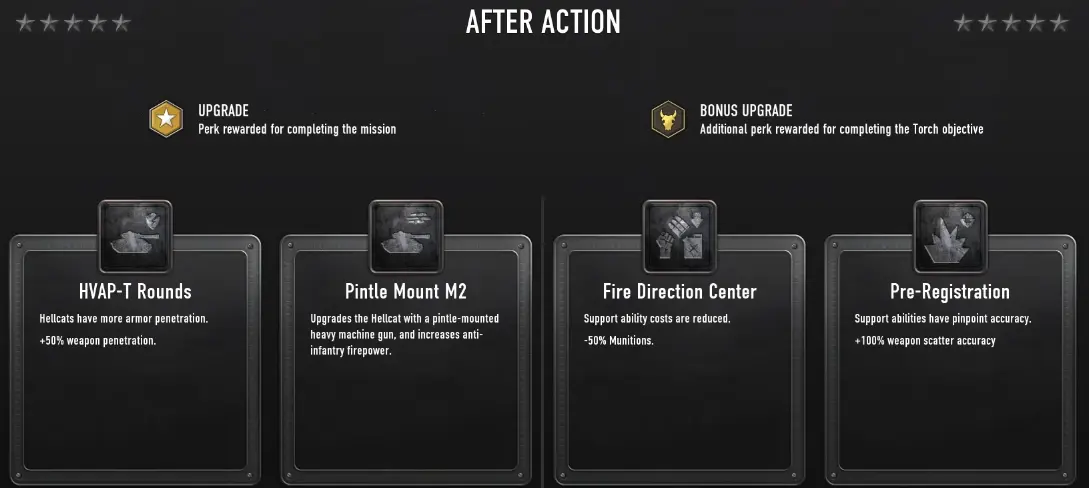 AFTER ACTION
UPGRADE
Perk rewarded for completing the mission
BONUS UPGRADE
Additional perk rewarded for completing the Torch objective
HVAP-T Rounds
Hellcats have more armor penetration.
+50% weapon penetration.
Pintle Mount M2
Upgrades the Hellcat with a pintle-mounted
heavy machine gun, and increases anti-
infantry firepower.
Fire Direction Center
Support ability costs are reduced.
-50% Munitions.
Pre-Registration
Support abilities have pinpoint accuracy.
+100% weapon scatter accuracy